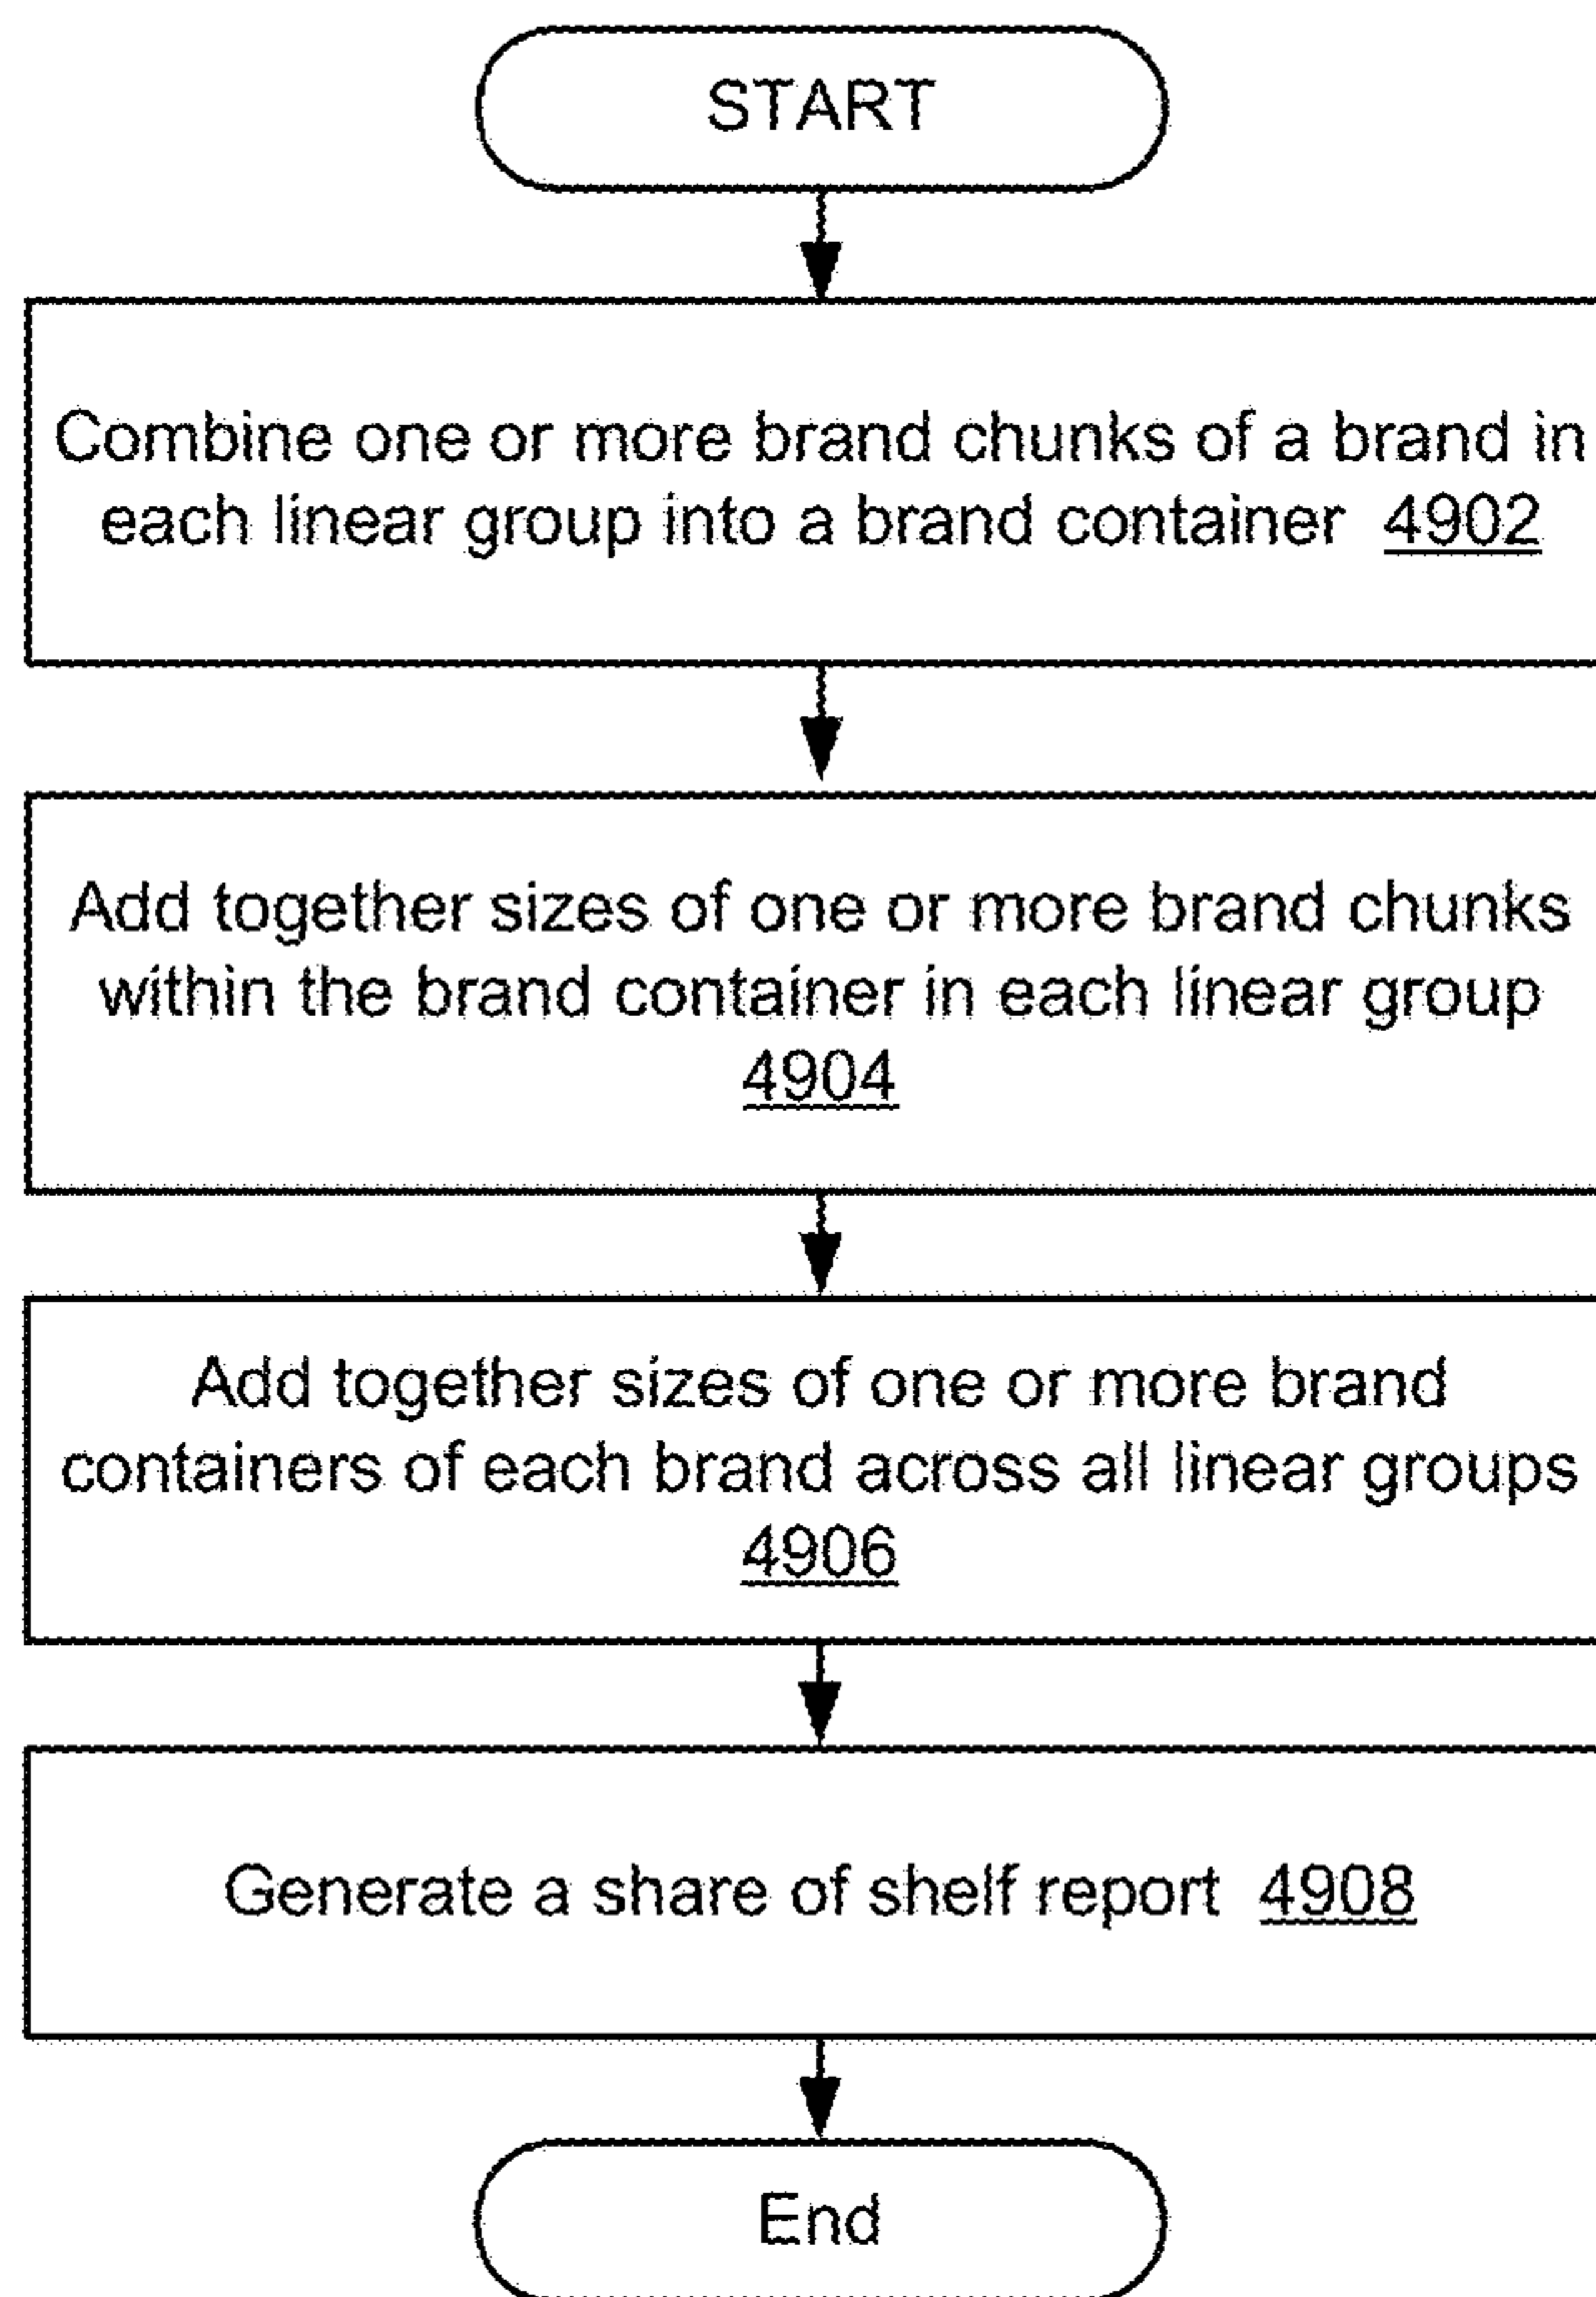 START
Combine one or more brand chunks of a brand in
each linear group into a brand container 4902
Add together sizes of one or more brand chunks
within the brand container in each linear group
4904
Add together sizes of one or more brand
containers of each brand across all linear groups
4906
Generate a share of shelf report 4908
End